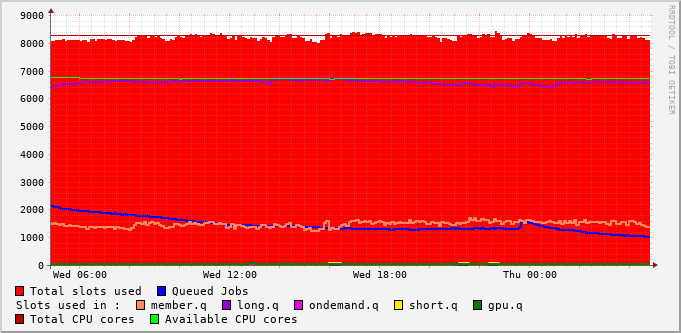 9000
8000
7000
6000
5000
4000
3000
2000
1000
0
Wed 06:00 Wed 12:00 Wed 18:00 Thu 00:00
RRDTOOL / TOBI OETIKER
Total slots used Queued Jobs
Slots used in : member.q long.q ondemand.q short.q gpu.q
Total CPU cores Available CPU cores